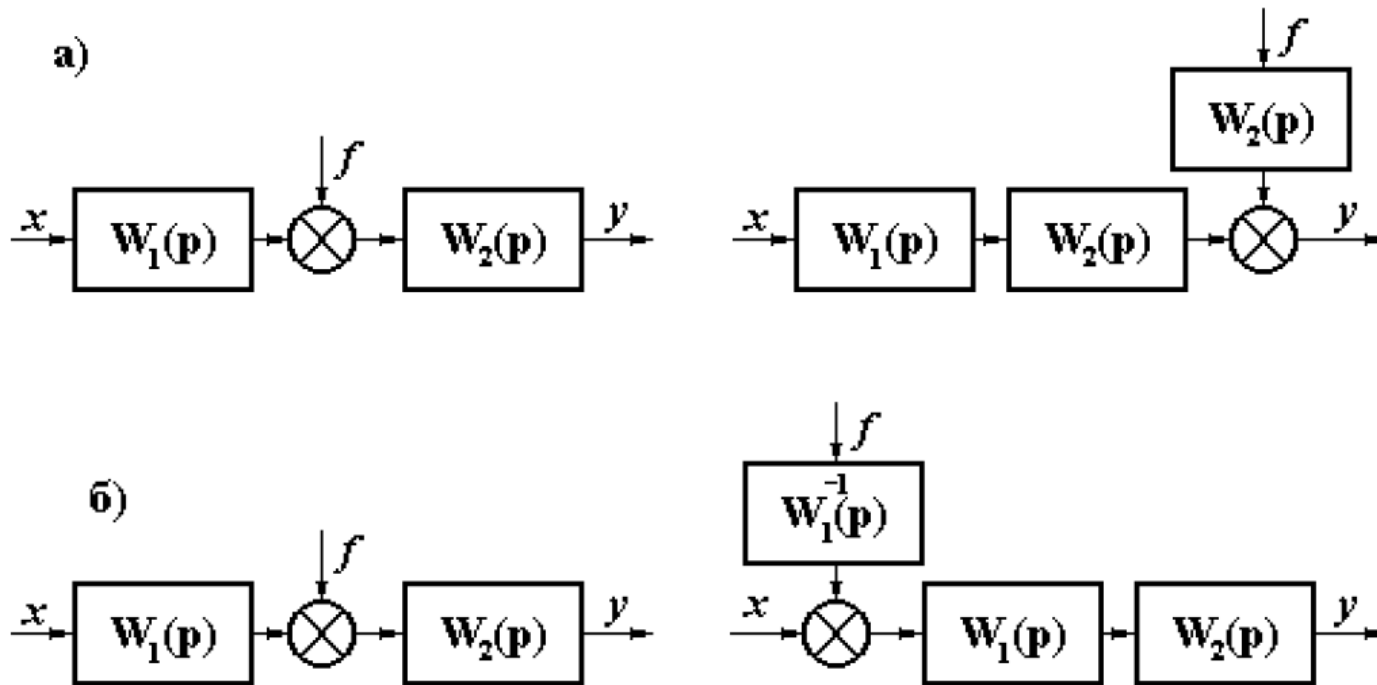 а)
f
W₂(p)
f
x W₁(p) W₂(p) y
x W₁(p) W₂(p) y
f
W₁⁻¹(p)
б)
f
x W₁(p) W₂(p) y
x W₁(p) W₂(p) y